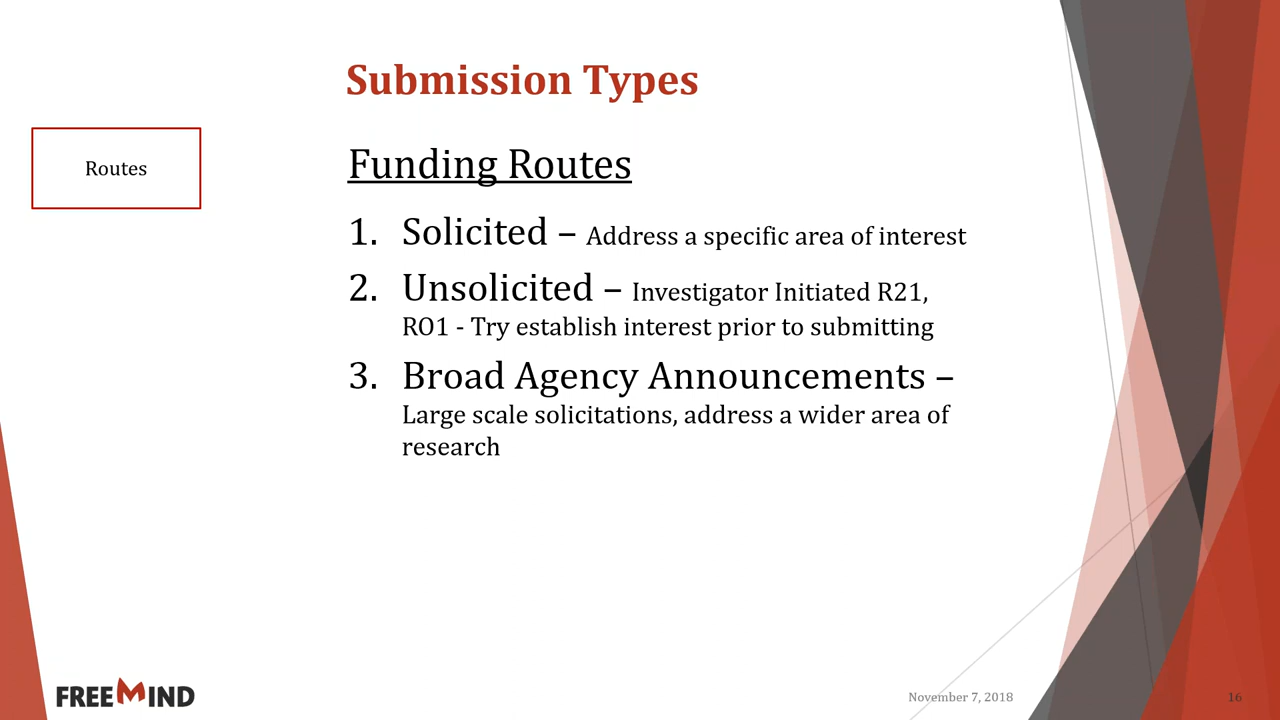 Submission Types
Routes
Funding Routes
1. Solicited – Address a specific area of interest
2. Unsolicited – Investigator Initiated R21,
RO1 - Try establish interest prior to submitting
3. Broad Agency Announcements –
Large scale solicitations, address a wider area of
research
FREEMIND
November 7, 2018
16